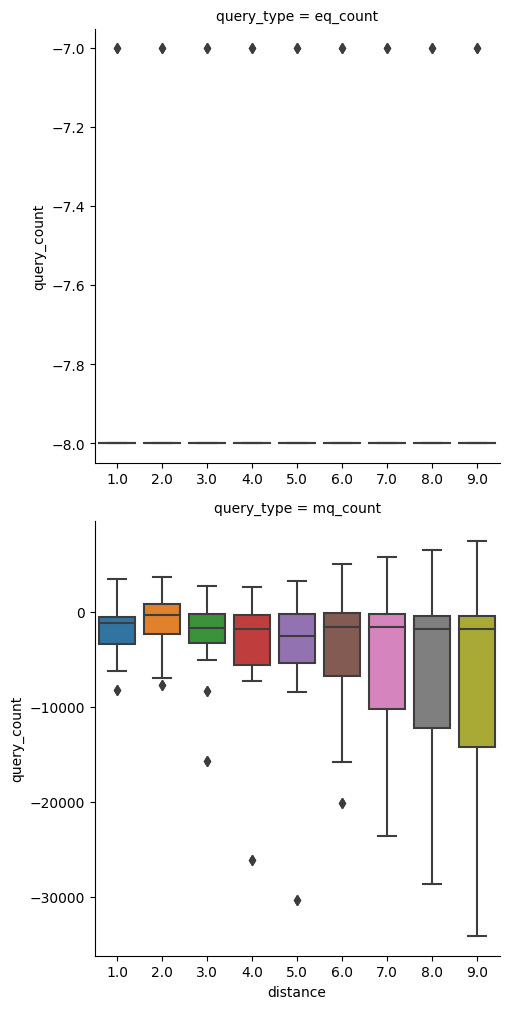 query_type = eq_count
−7.0
−7.2
−7.4
−7.6
−7.8
−8.0
query_count
1.0 2.0 3.0 4.0 5.0 6.0 7.0 8.0 9.0
query_type = mq_count
0
−10000
−20000
−30000
query_count
1.0 2.0 3.0 4.0 5.0 6.0 7.0 8.0 9.0
distance